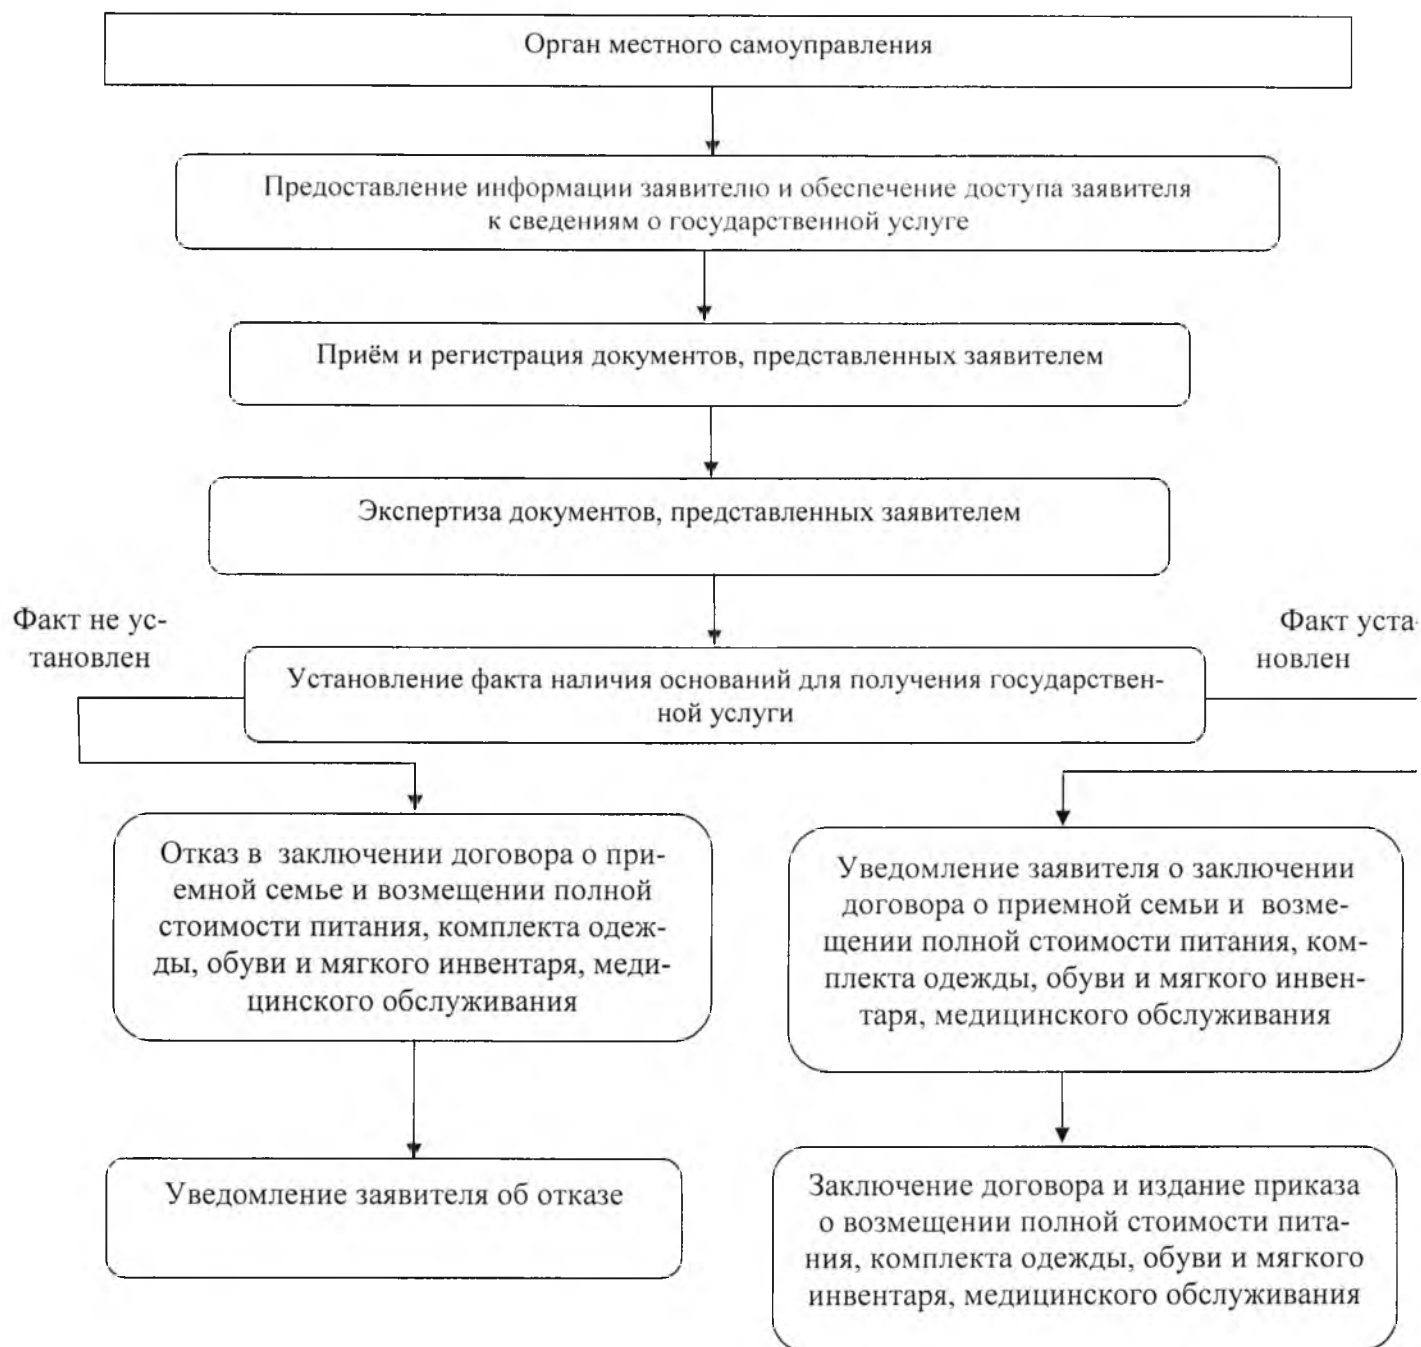 Орган местного самоуправления
Предоставление информации заявителю и обеспечение доступа заявителя
к сведениям о государственной услуге
Приём и регистрация документов, представленных заявителем
Экспертиза документов, представленных заявителем
Факт не ус-
тановлен
Факт уста-
новлен
Установление факта наличия оснований для получения государствен-
ной услуги
Отказ в заключении договора о при-
емной семье и возмещении полной
стоимости питания, комплекта одеж-
ды, обуви и мягкого инвентаря, меди-
цинского обслуживания
Уведомление заявителя о заключении
договора о приемной семьи и возме-
щении полной стоимости питания, ком-
плекта одежды, обуви и мягкого инвен-
таря, медицинского обслуживания
Уведомление заявителя об отказе
Заключение договора и издание приказа
о возмещении полной стоимости пита-
ния, комплекта одежды, обуви и мягкого
инвентаря, медицинского обслуживания